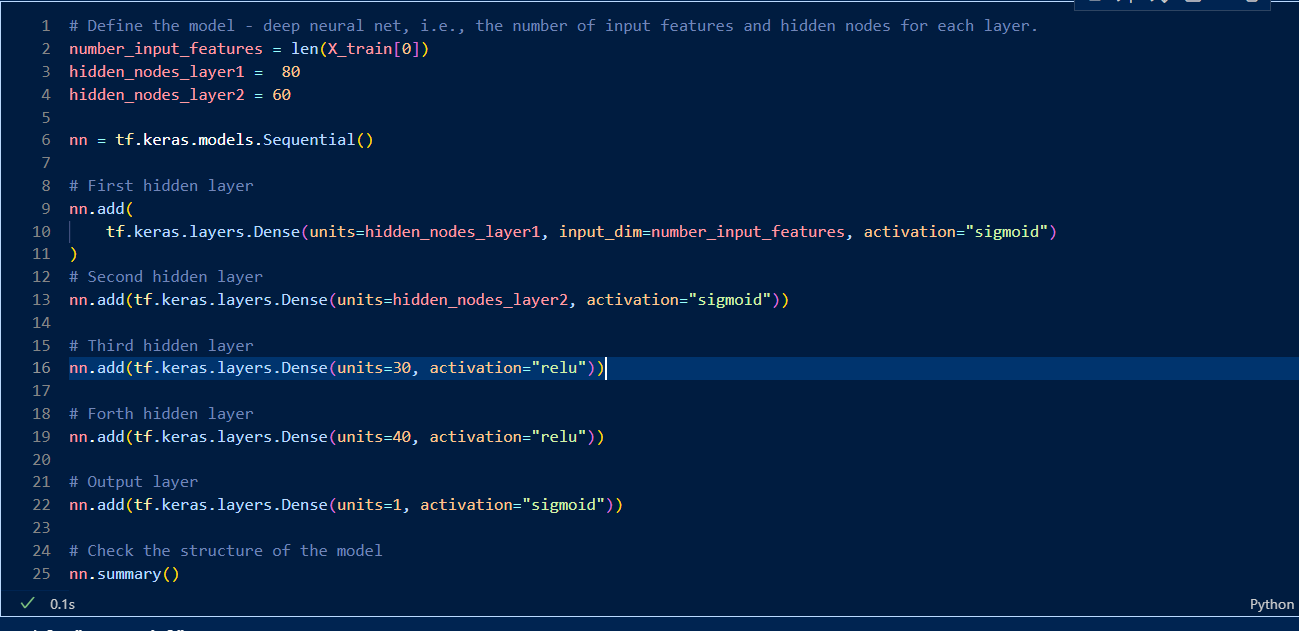 1 # Define the model - deep neural net, i.e., the number of input features and hidden nodes for each layer.
2 number_input_features = len(X_train[0])
3 hidden_nodes_layer1 =  80
4 hidden_nodes_layer2 = 60
5
6 nn = tf.keras.models.Sequential()
7
8 # First hidden layer
9 nn.add(
10     tf.keras.layers.Dense(units=hidden_nodes_layer1, input_dim=number_input_features, activation="sigmoid")
11 )
12 # Second hidden layer
13 nn.add(tf.keras.layers.Dense(units=hidden_nodes_layer2, activation="sigmoid"))
14
15 # Third hidden layer
16 nn.add(tf.keras.layers.Dense(units=30, activation="relu"))
17
18 # Forth hidden layer
19 nn.add(tf.keras.layers.Dense(units=40, activation="relu"))
20
21 # Output layer
22 nn.add(tf.keras.layers.Dense(units=1, activation="sigmoid"))
23
24 # Check the structure of the model
25 nn.summary()
0.1s Python